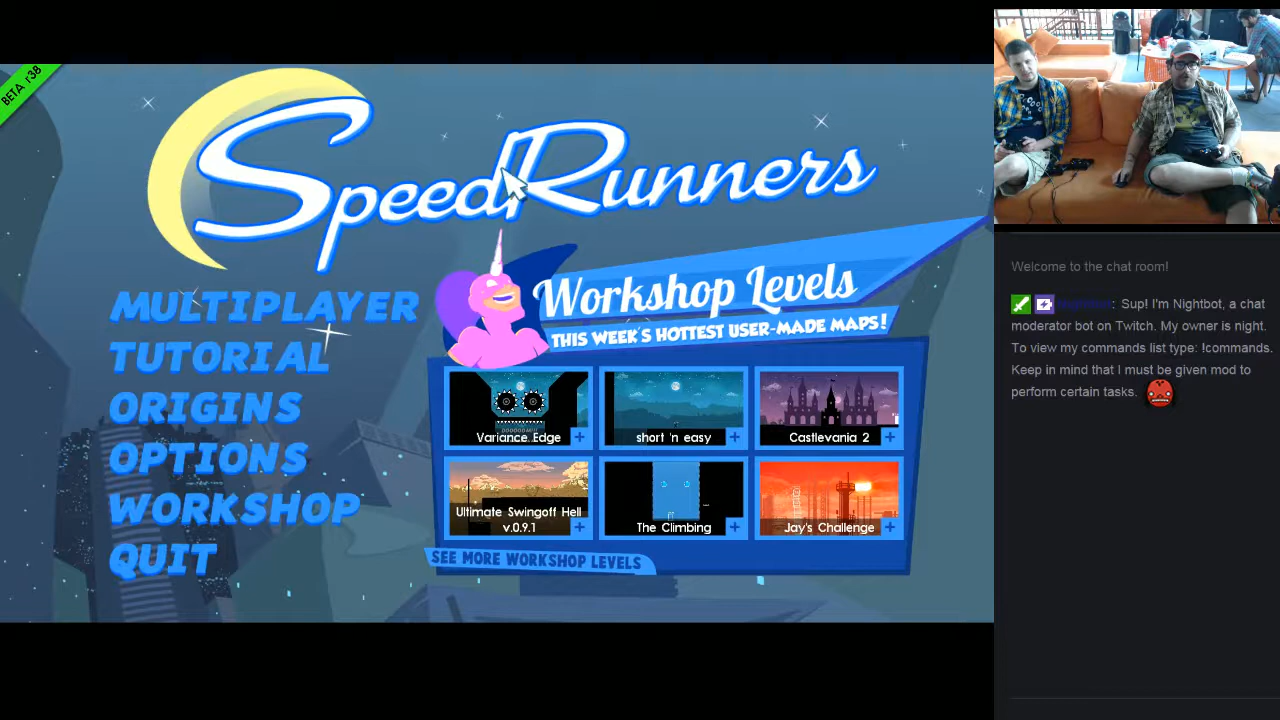 BETA r38
SpeedRunners
MULTIPLAYER
TUTORIAL
ORIGINS
OPTIONS
WORKSHOP
QUIT
Workshop Levels
THIS WEEK'S HOTTEST USER-MADE MAPS!
Variance Edge
short 'n easy
Castlevania 2
Ultimate Swingoff Hell
v.0.9.1
The Climbing
Jay's Challenge
SEE MORE WORKSHOP LEVELS
Welcome to the chat room!
: Sup! I'm Nightbot, a chat
moderator bot on Twitch. My owner is night.
To view my commands list type: !commands.
Keep in mind that I must be given mod to
perform certain tasks.